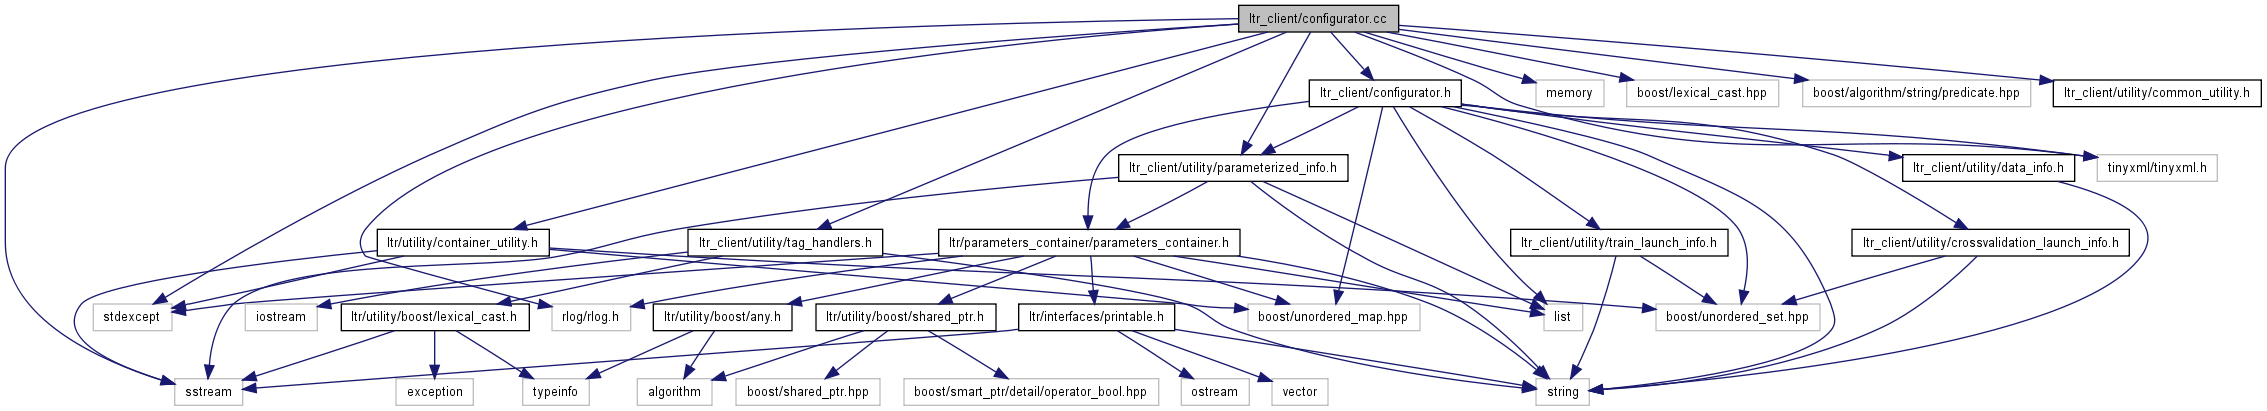 ltr_client/configurator.cc
ltr_client/configurator.h
memory
boost/lexical_cast.hpp
boost/algorithm/string/predicate.hpp
ltr_client/utility/common_utility.h
ltr_client/utility/parameterized_info.h
ltr_client/utility/data_info.h
tinyxml/tinyxml.h
ltr/utility/container_utility.h
ltr_client/utility/tag_handlers.h
ltr/parameters_container/parameters_container.h
ltr_client/utility/train_launch_info.h
ltr_client/utility/crossvalidation_launch_info.h
stdexcept
iostream
ltr/utility/boost/lexical_cast.h
rlog/rlog.h
ltr/utility/boost/any.h
ltr/utility/boost/shared_ptr.h
ltr/interfaces/printable.h
boost/unordered_map.hpp
list
boost/unordered_set.hpp
sstream
exception
typeinfo
algorithm
boost/shared_ptr.hpp
boost/smart_ptr/detail/operator_bool.hpp
ostream
vector
string